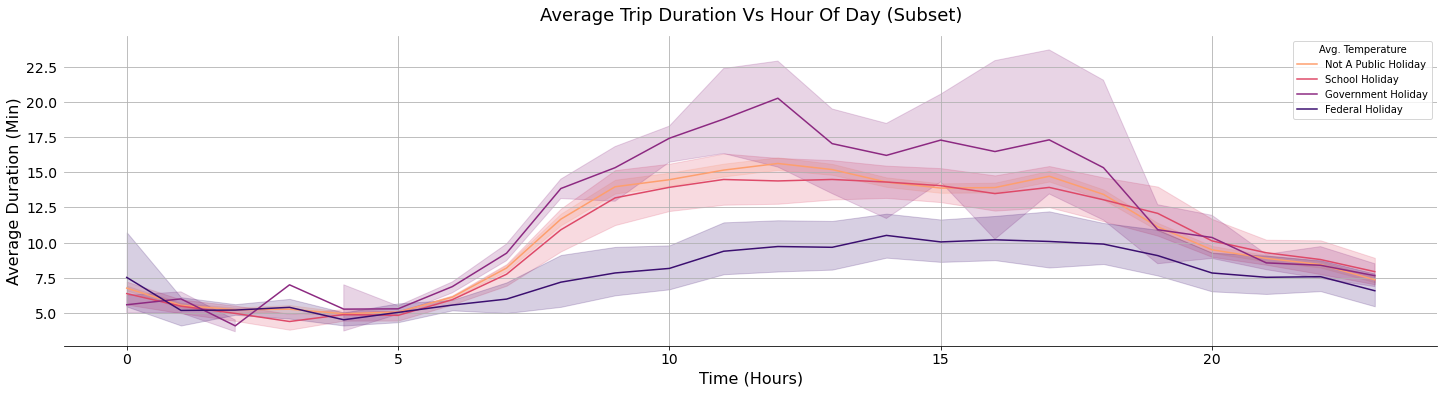 Average Trip Duration Vs Hour Of Day (Subset)
Avg. Temperature
Not A Public Holiday
School Holiday
Government Holiday
Federal Holiday
Average Duration (Min)
22.5
20.0
17.5
15.0
12.5
10.0
7.5
5.0
0 5 10 15 20
Time (Hours)